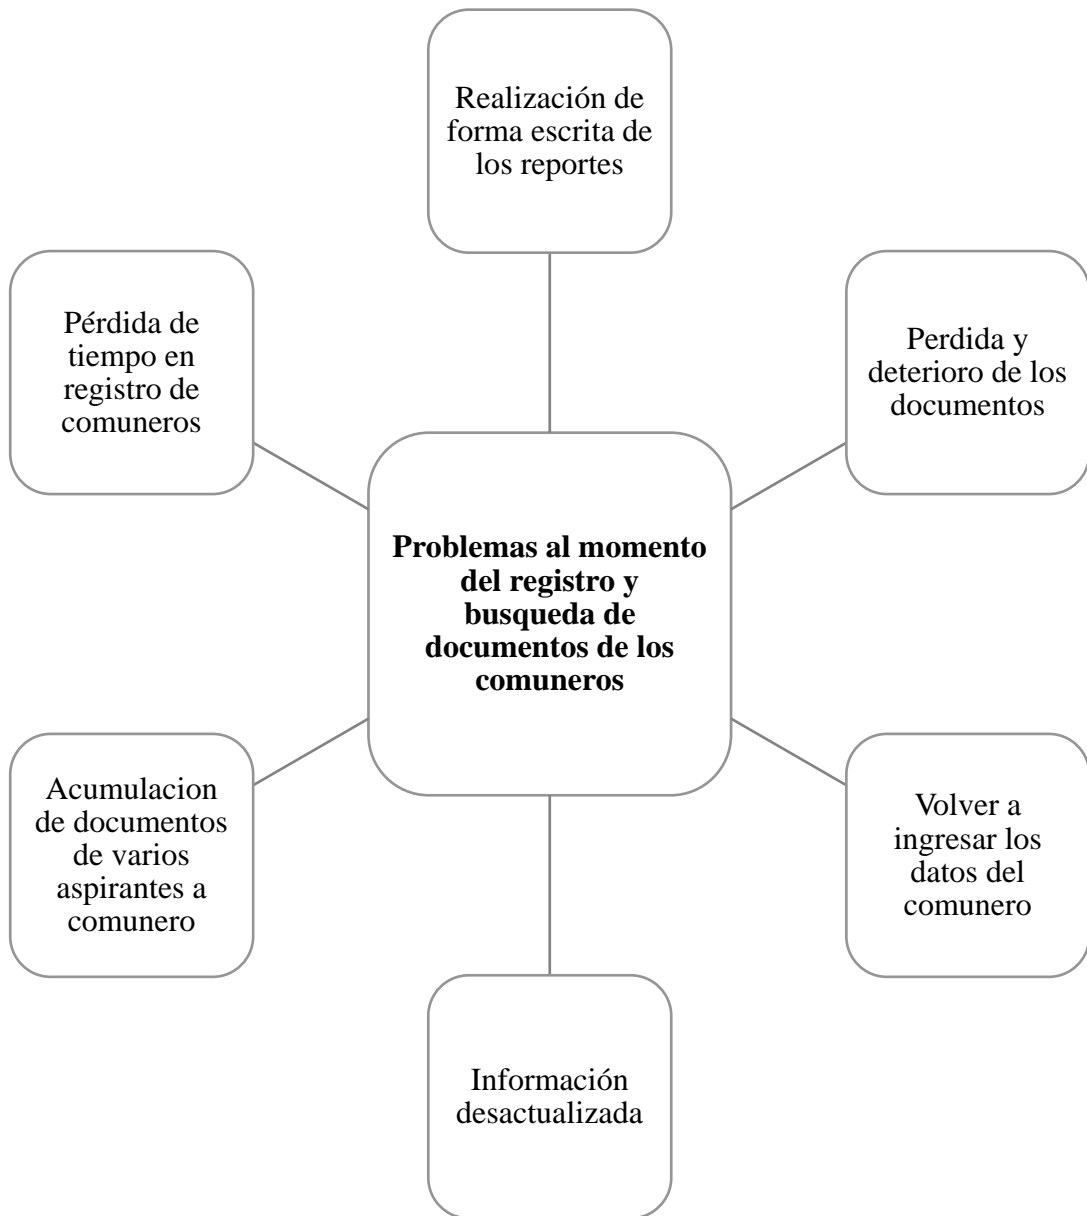 Realización de
forma escrita de
los reportes
Pérdida de
tiempo en
registro de
comuneros
Perdida y
deterioro de los
documentos
Problemas al momento
del registro y
busqueda de
documentos de los
comuneros
Acumulacion
de documentos
de varios
aspirantes a
comunero
Volver a
ingresar los
datos del
comunero
Información
desactualizada